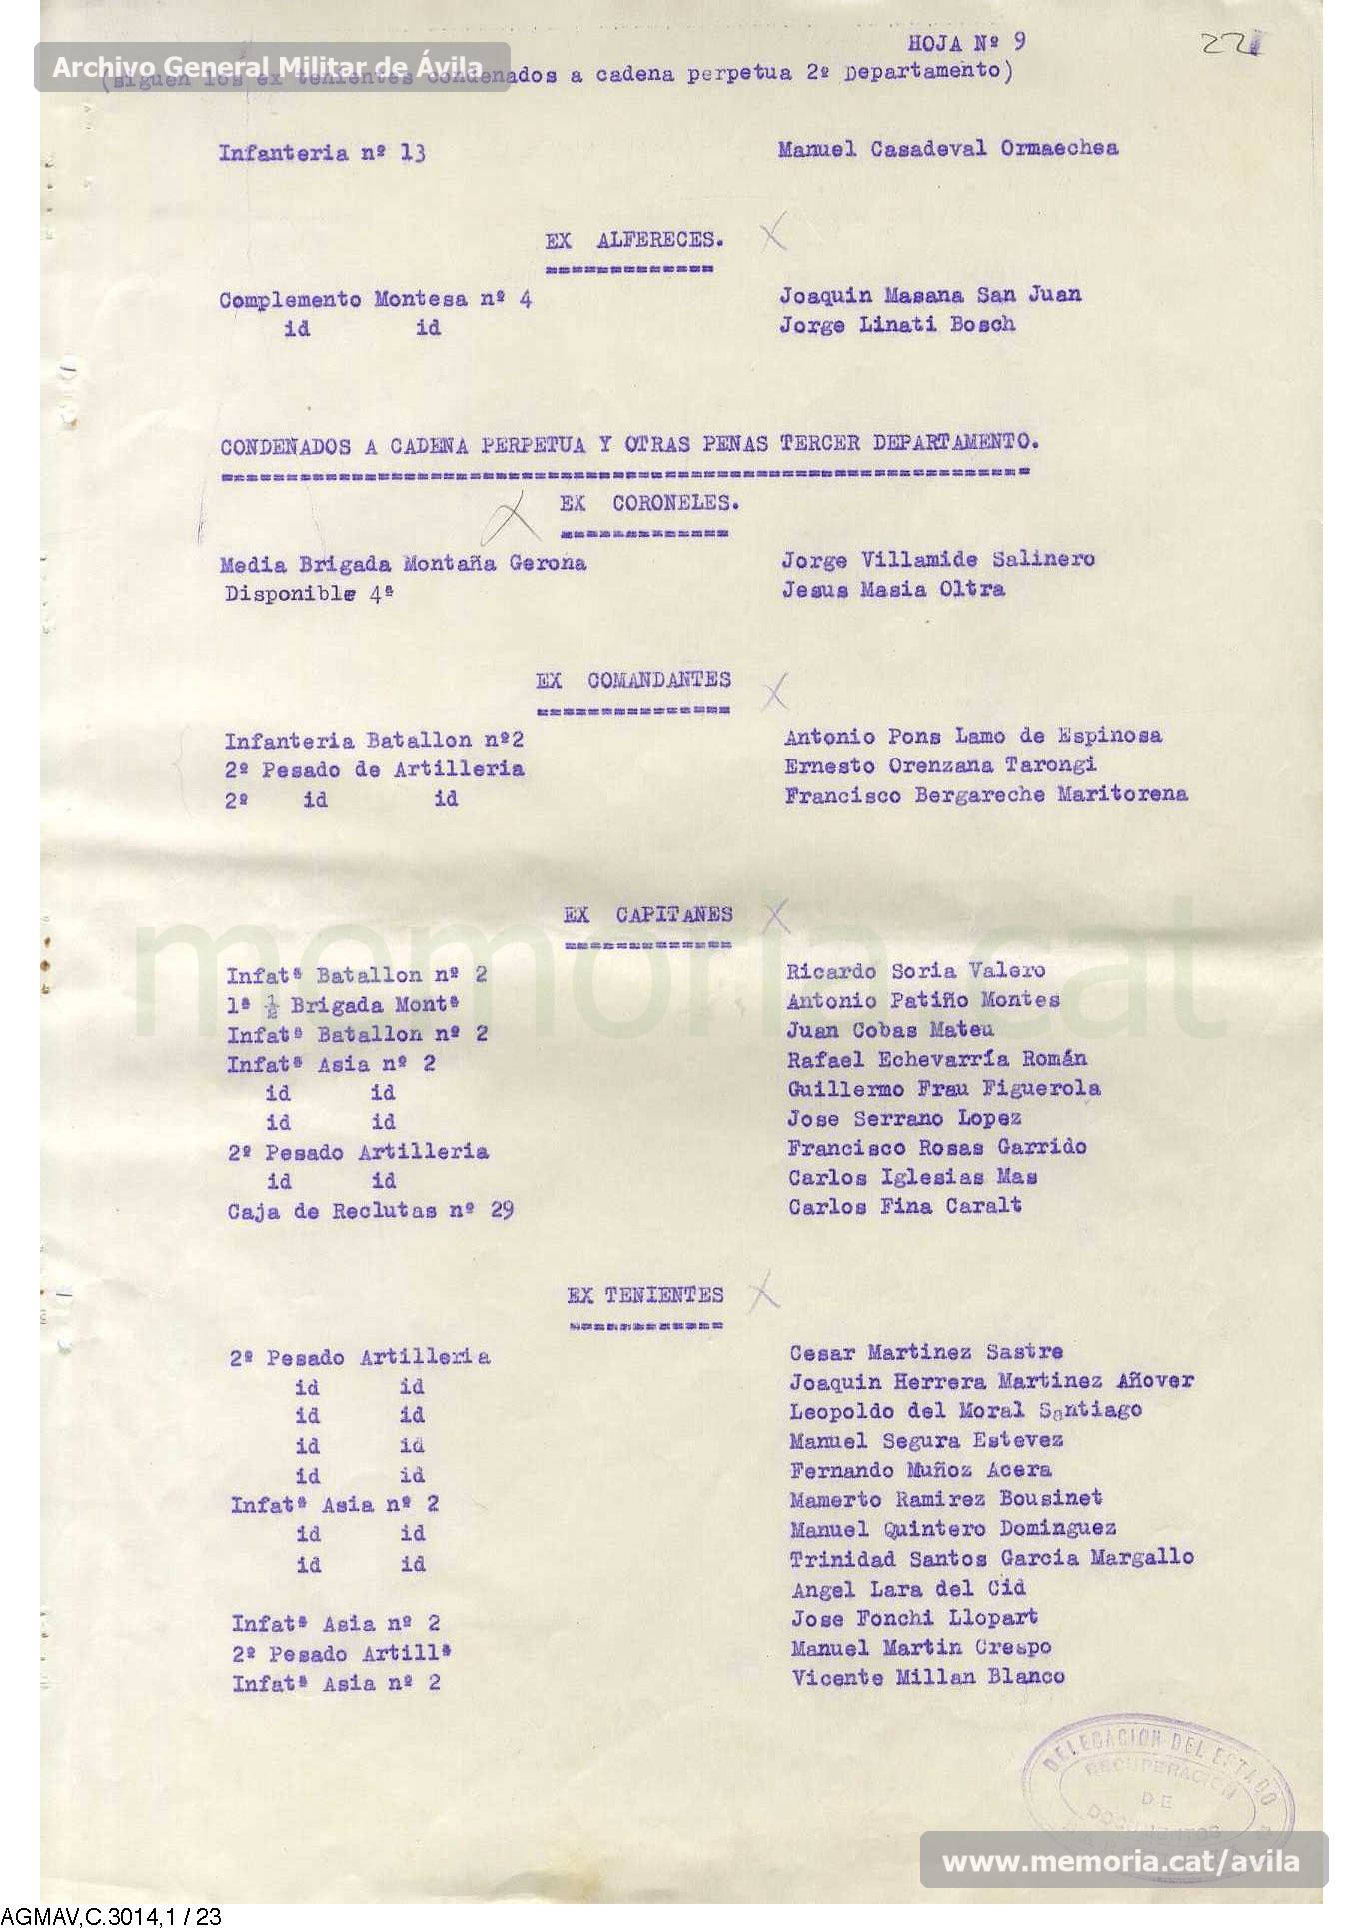 HOJA Nº 9
22
Archivo General Militar de Ávila
(siguen los ex tenientes condenados a cadena perpetua 2º Departamento)
Infanteria nº 13 Manuel Casadeval Ormaechea
EX ALFERECES.
Complemento Montesa nº 4 Joaquin Masana San Juan
id id Jorge Linati Bosch
CONDENADOS A CADENA PERPETUA Y OTRAS PENAS TERCER DEPARTAMENTO.
EX CORONELES.
Media Brigada Montaña Gerona Jorge Villamide Salinero
Disponible 4ª Jesus Masia Oltra
EX COMANDANTES
Infanteria Batallon nº2 Antonio Pons Lamo de Espinosa
2º Pesado de Artilleria Ernesto Orenzana Tarongi
2º id id Francisco Bergareche Maritorena
memoria.cat
EX CAPITANES
Infatª Batallon nº 2 Ricardo Soria Valero
1ª ½ Brigada Montª Antonio Patiño Montes
Infatª Batallon nº 2 Juan Cobas Mateu
Infatª Asia nº 2 Rafael Echevarría Román
id id Guillermo Frau Figuerola
id id Jose Serrano Lopez
2º Pesado Artilleria Francisco Rosas Garrido
id id Carlos Iglesias Mas
Caja de Reclutas nº 29 Carlos Fina Caralt
EX TENIENTES
2º Pesado Artilleria Cesar Martinez Sastre
id id Joaquin Herrera Martinez Añover
id id Leopoldo del Moral Santiago
id id Manuel Segura Estevez
id id Fernando Muñoz Acera
Infatª Asia nº 2 Mamerto Ramirez Bousinet
id id Manuel Quintero Dominguez
id id Trinidad Santos Garcia Margallo
Angel Lara del Cid
Infatª Asia nº 2 Jose Fonchi Llopart
2º Pesado Artillª Manuel Martin Crespo
Infatª Asia nº 2 Vicente Millan Blanco
DELEGACION DEL ESTADO
RECUPERACION
DE
www.memoria.cat/avila
AGMAV,C.3014,1 / 23